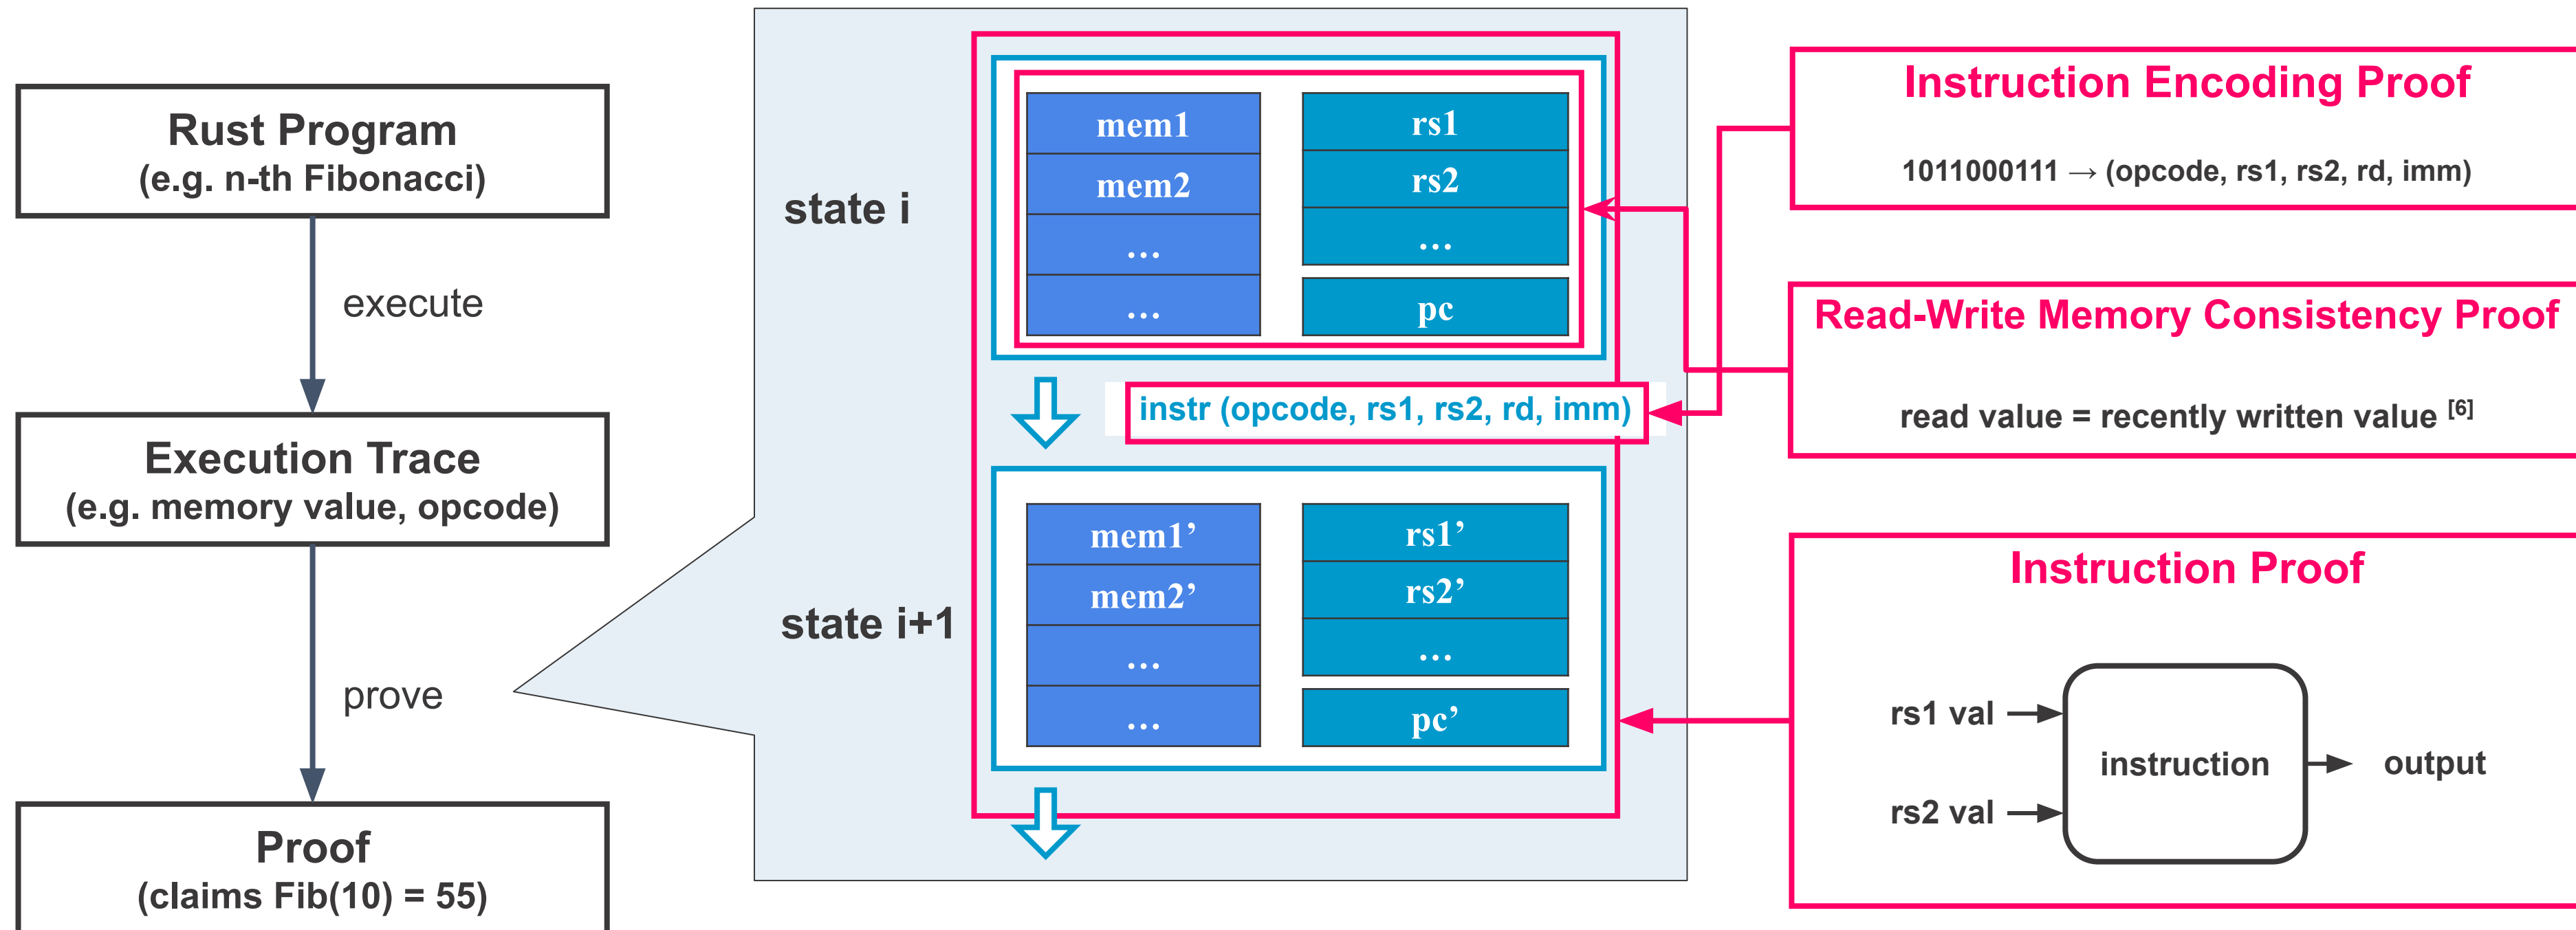 Rust Program
(e.g. n-th Fibonacci)
execute
Execution Trace
(e.g. memory value, opcode)
prove
Proof
(claims Fib(10) = 55)
state i
mem1
mem2
...
...
rs1
rs2
...
pc
instr (opcode, rs1, rs2, rd, imm)
state i+1
mem1’
mem2’
...
...
rs1’
rs2’
...
pc’
Instruction Encoding Proof
1011000111 → (opcode, rs1, rs2, rd, imm)
Read-Write Memory Consistency Proof
read value = recently written value [6]
Instruction Proof
rs1 val
rs2 val
instruction
output